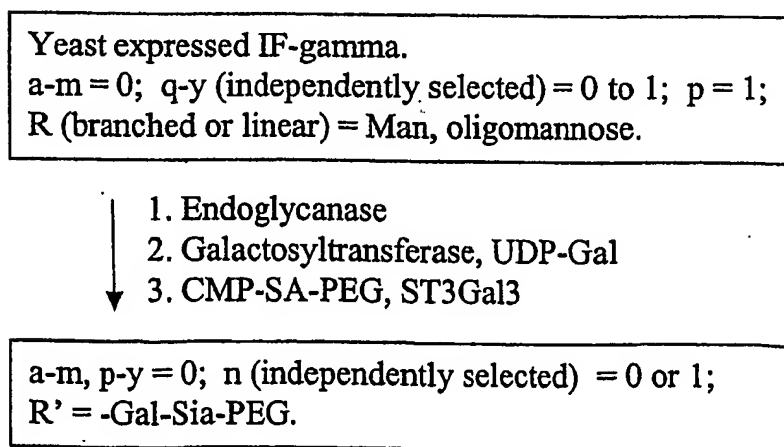 Yeast expressed IF-gamma.
a-m = 0; q-y (independently selected) = 0 to 1; p = 1;
R (branched or linear) = Man, oligomannose.
1. Endoglycanase
2. Galactosyltransferase, UDP-Gal
3. CMP-SA-PEG, ST3Gal3
a-m, p-y = 0; n (independently selected) = 0 or 1;
R’ = -Gal-Sia-PEG.